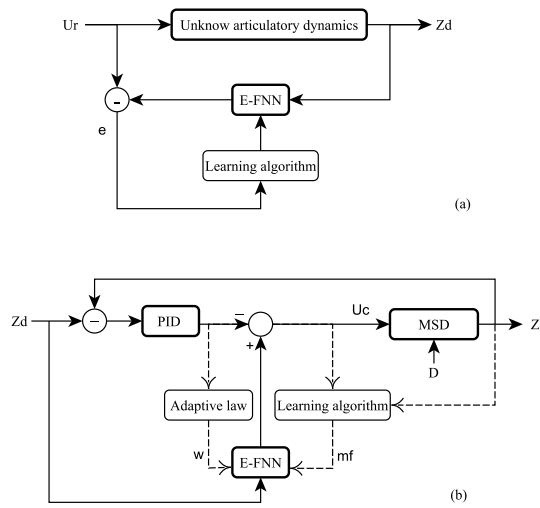 Ur
Unknow articulatory dynamics
Zd
-
E-FNN
e
Learning algorithm
(a)
Zd
−
PID
−
+
Uc
MSD
Z
D
Adaptive law
Learning algorithm
w
E-FNN
mf
(b)